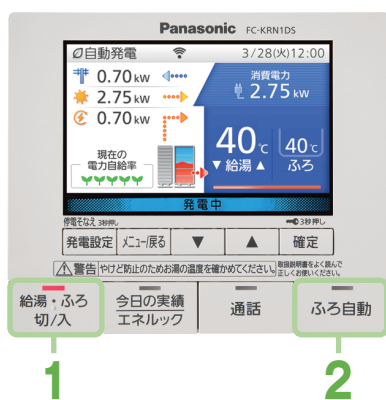 Panasonic FC-KRN1DS
自動発電 3/28(火)12:00
0.70kw
2.75kw
0.70kw
消費電力
2.75kw
現在の
電力自給率
40℃
▼給湯▲
40℃
ふろ
発電中
停電そなえ 3秒押し
3秒押し
発電設定 メニュー/戻る ▼ ▲ 確定
警告 やけど防止のためお湯の温度を確かめてください。 取扱説明書をよく読んで
正しくお使いください。
給湯・ふろ
切/入
今日の実績
エネルック
通話
ふろ自動
1 2